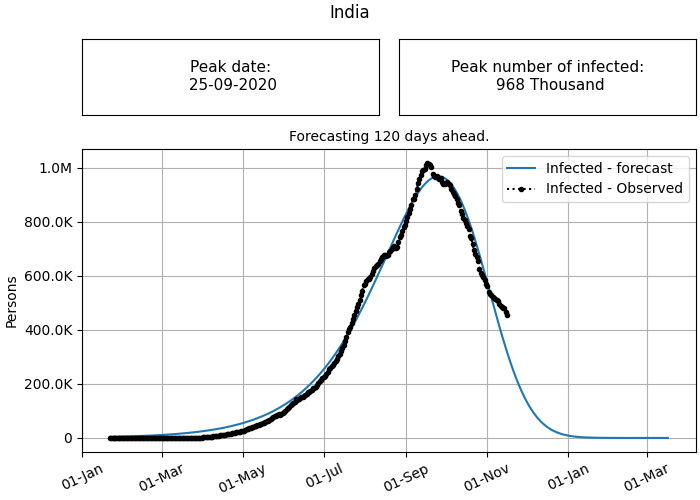 India
Peak date:
25-09-2020
Peak number of infected:
968 Thousand
Forecasting 120 days ahead.
Infected - forecast
Infected - Observed
1.0M
800.0K
600.0K
400.0K
200.0K
0
Persons
01-Jan
01-Mar
01-May
01-Jul
01-Sep
01-Nov
01-Jan
01-Mar